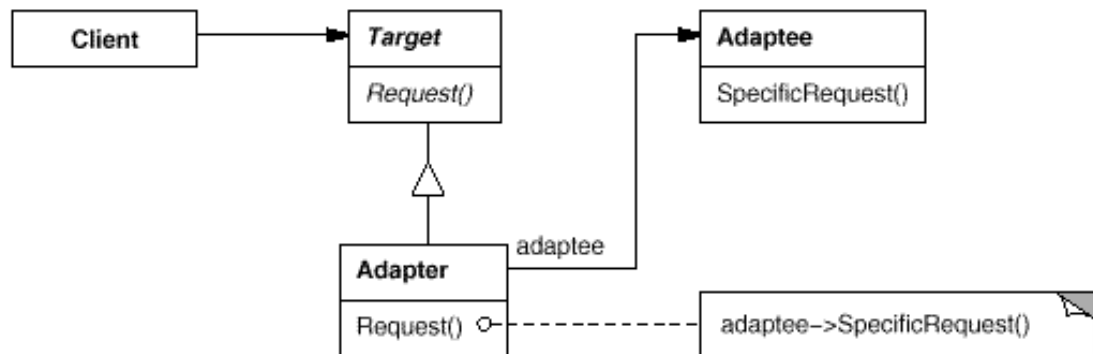 Client
Target
Adaptee
Request()
SpecificRequest()
adaptee
Adapter
Request()
adaptee->SpecificRequest()